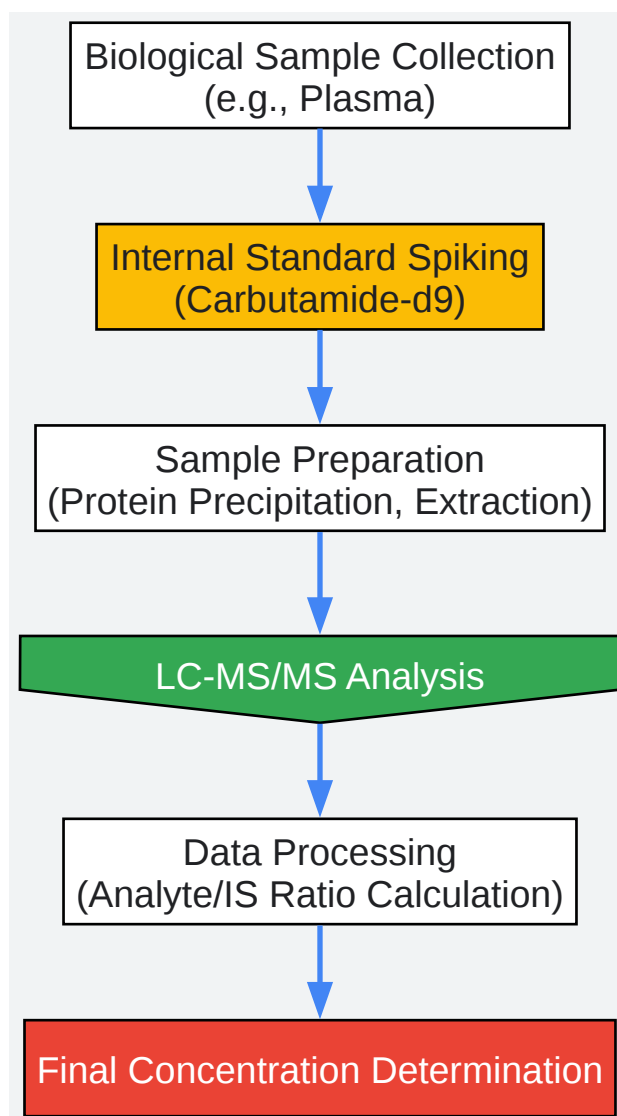 Biological Sample Collection
(e.g., Plasma)
Internal Standard Spiking
(Carbutamide-d9)
Sample Preparation
(Protein Precipitation, Extraction)
LC-MS/MS Analysis
Data Processing
(Analyte/IS Ratio Calculation)
Final Concentration Determination